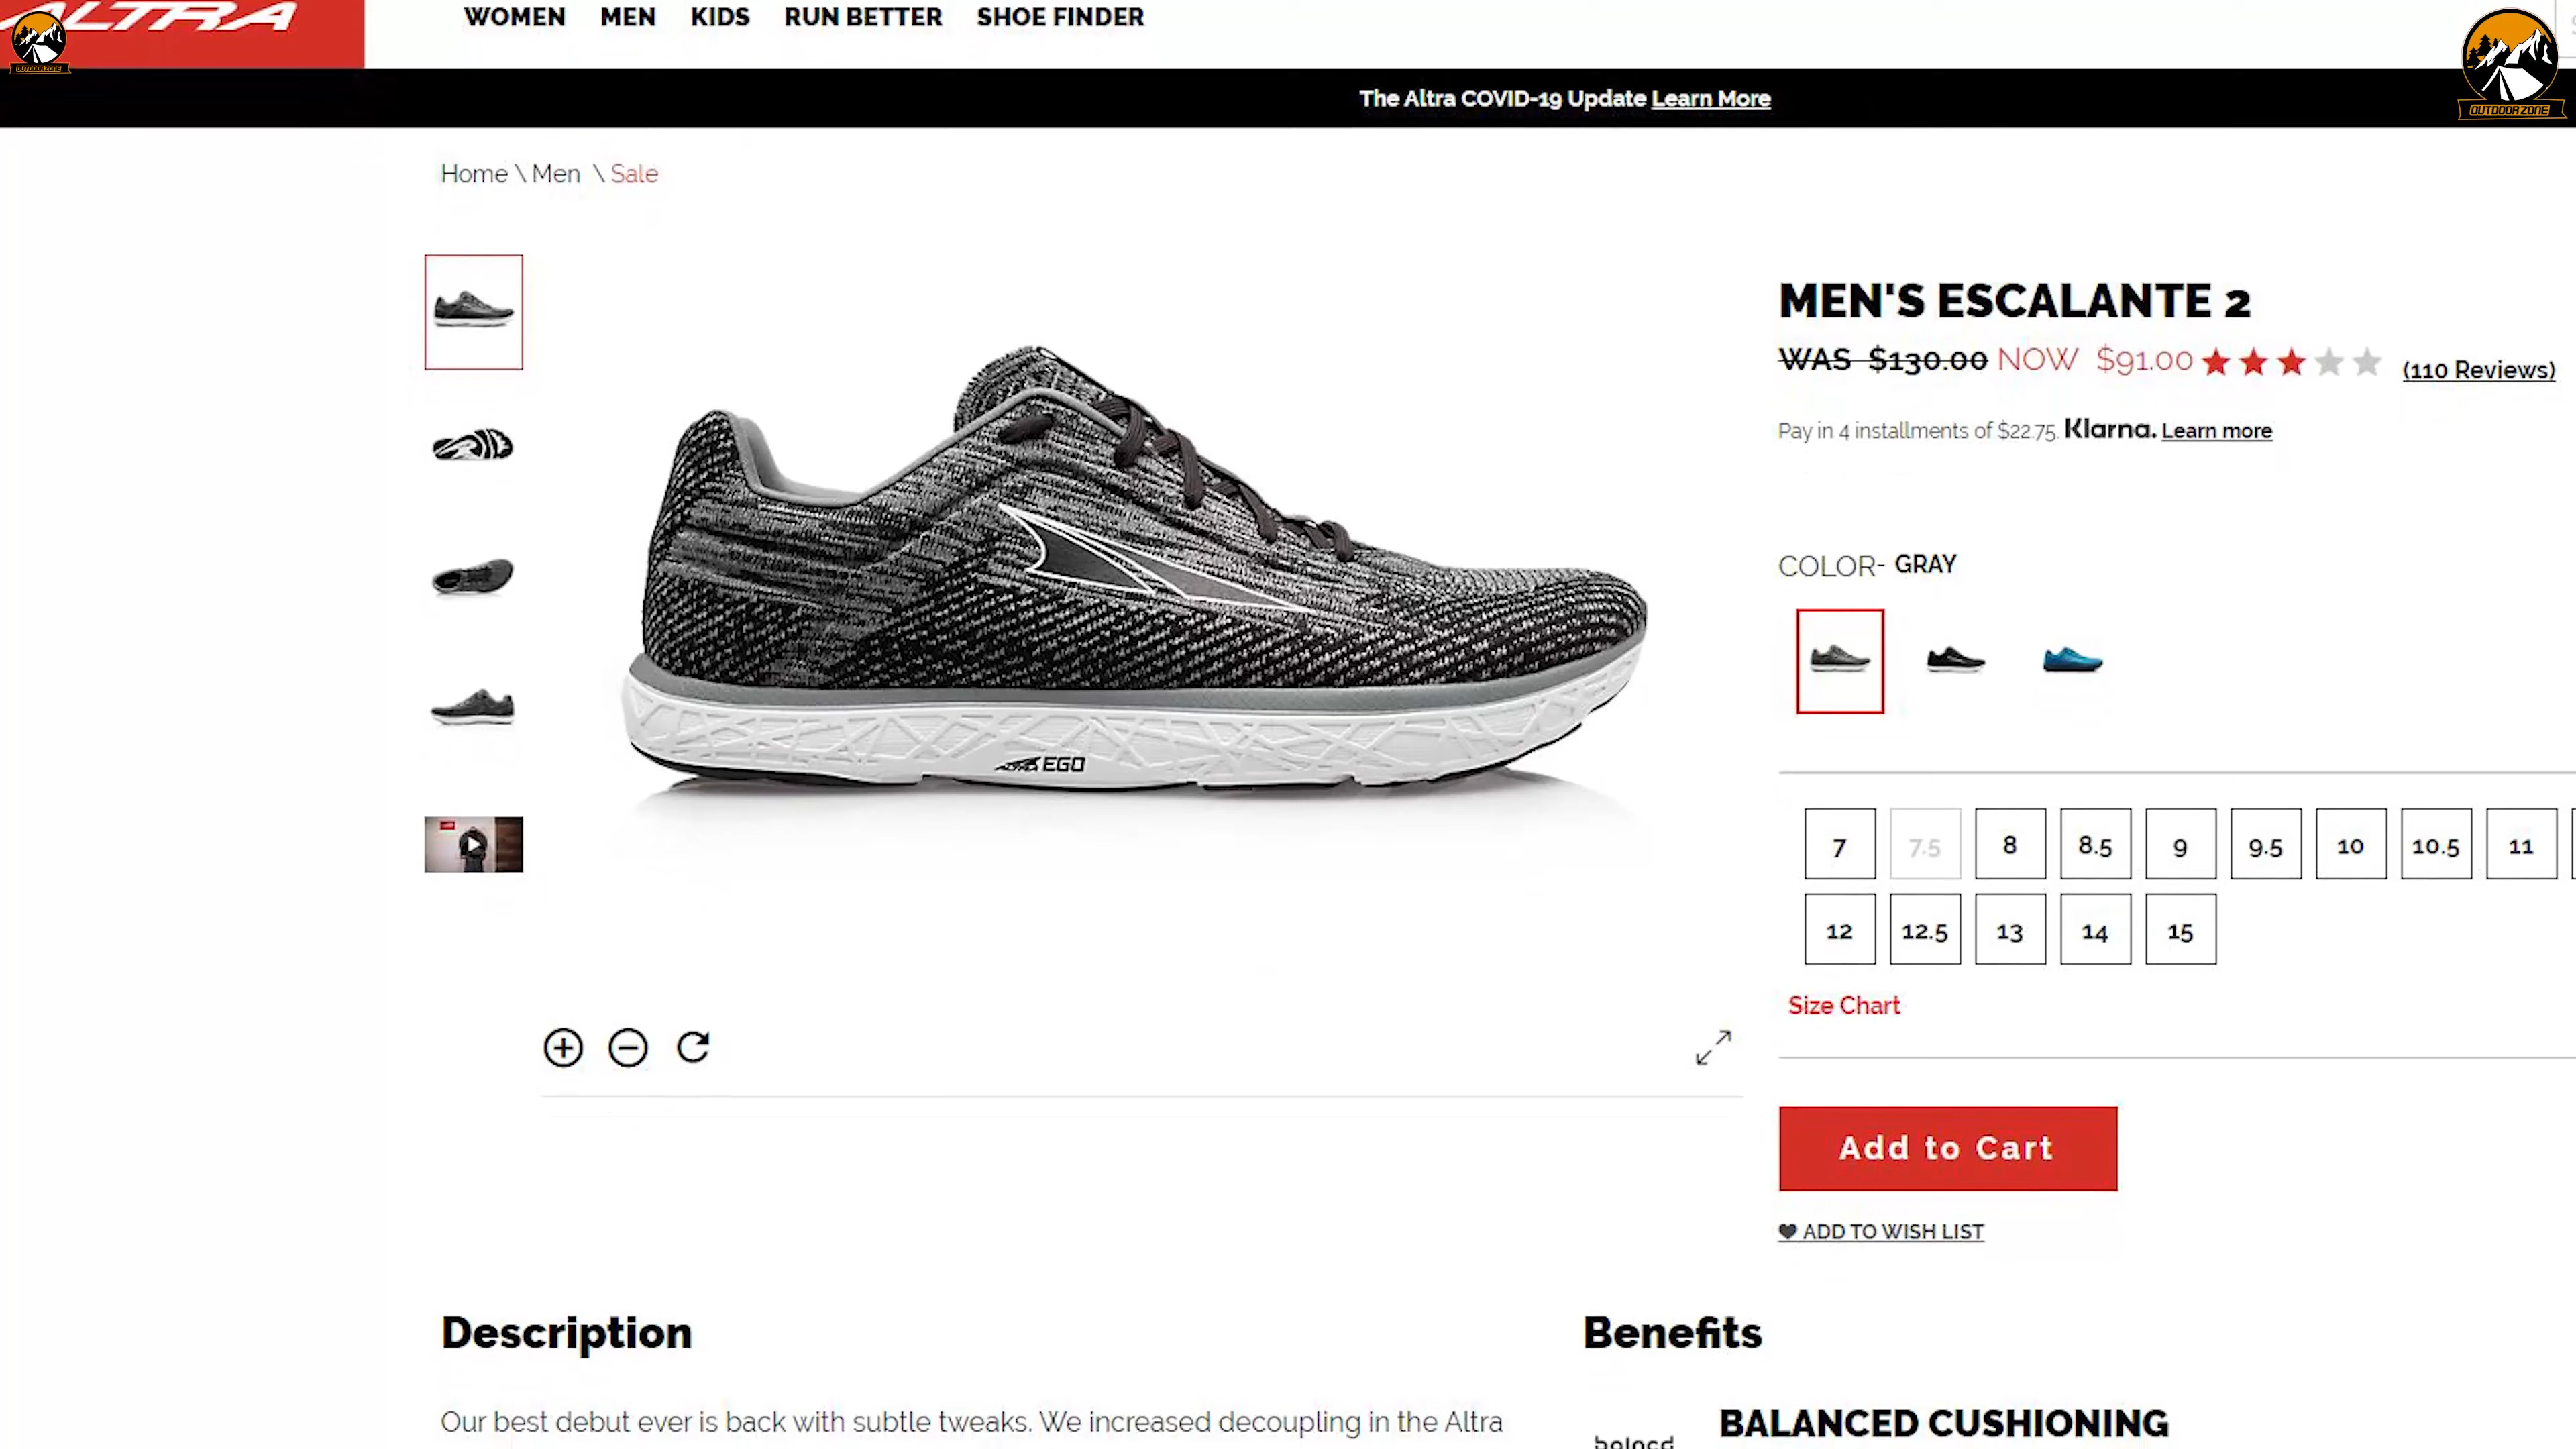 ALTRA
WOMEN MEN KIDS RUN BETTER SHOE FINDER
OUTDOORZONE
OUTDOORZONE
The Altra COVID-19 Update Learn More
Home \ Men \ Sale
MEN'S ESCALANTE 2
WAS $130.00 NOW $91.00 (110 Reviews)
Pay in 4 installments of $22.75. Klarna. Learn more
COLOR- GRAY
ALTRA EGO
7 7.5 8 8.5 9 9.5 10 10.5 11
12 12.5 13 14 15
Size Chart
Add to Cart
ADD TO WISH LIST
Description
Benefits
Our best debut ever is back with subtle tweaks. We increased decoupling in the Altra
BALANCED CUSHIONING